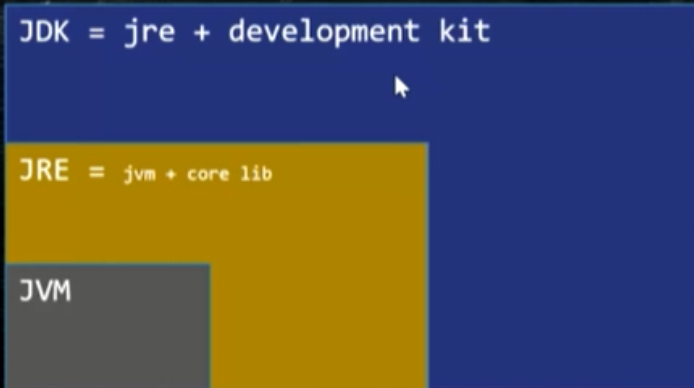 JDK = jre + development kit
JRE = jvm + core lib
JVM